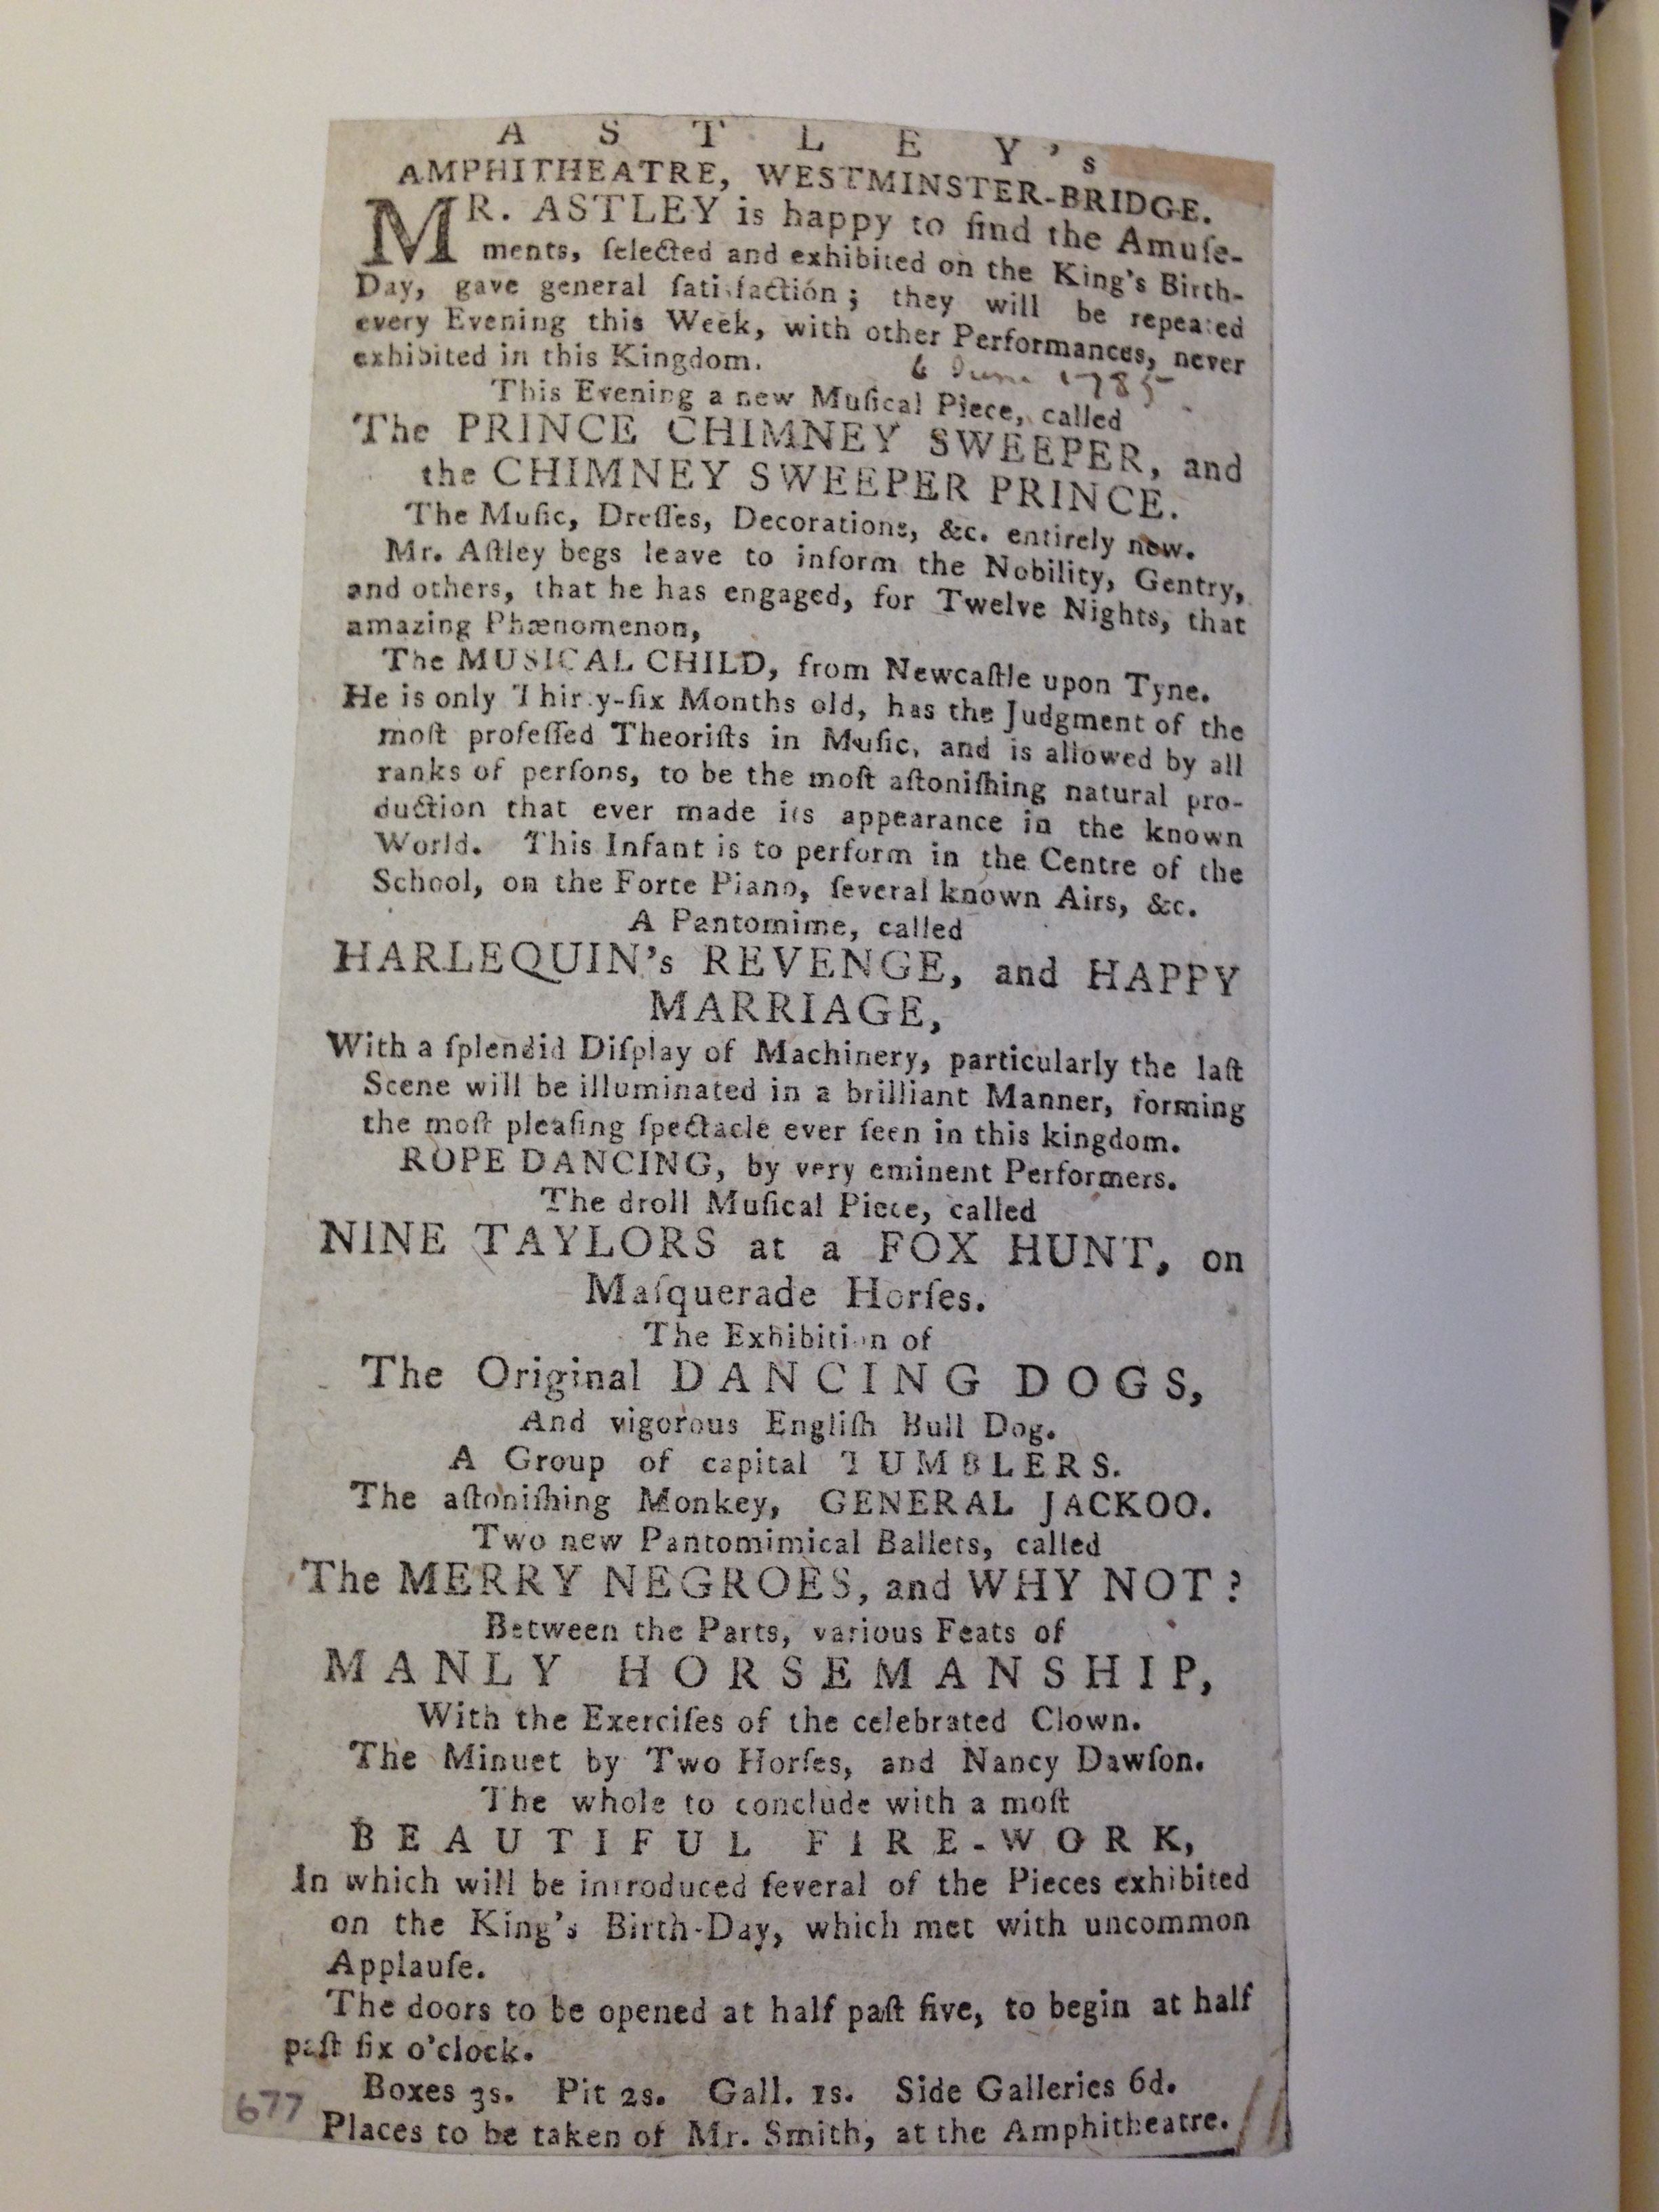 ASTLEY's
AMPHITHEATRE, WESTMINSTER-BRIDGE.
MR. ASTLEY is happy to find the Amuſe-
ments, ſelected and exhibited on the King's Birth-
Day, gave general ſatiſfaction; they will be repeated
every Evening this Week, with other Performances, never
exhibited in this Kingdom.
6 June 1785
This Evening a new Muſical Piece, called
The PRINCE CHIMNEY SWEEPER, and
the CHIMNEY SWEEPER PRINCE.
The Muſic, Dreſſes, Decorations, &c. entirely new.
Mr. Aſtley begs leave to inform the Nobility, Gentry,
and others, that he has engaged, for Twelve Nights, that
amazing Phænomenon,
The MUSICAL CHILD, from Newcaſtle upon Tyne.
He is only Thirty-ſix Months old, has the Judgment of the
moſt profeſſed Theoriſts in Muſic, and is allowed by all
ranks of perſons, to be the moſt aſtoniſhing natural pro-
duction that ever made its appearance in the known
World. This Infant is to perform in the Centre of the
School, on the Forte Piano, ſeveral known Airs, &c.
A Pantomime, called
HARLEQUIN's REVENGE, and HAPPY
MARRIAGE,
With a ſplendid Diſplay of Machinery, particularly the laſt
Scene will be illuminated in a brilliant Manner, forming
the moſt pleaſing ſpectacle ever ſeen in this kingdom.
ROPE DANCING, by very eminent Performers.
The droll Muſical Piece, called
NINE TAYLORS at a FOX HUNT, on
Maſquerade Horſes.
The Exhibition of
The Original DANCING DOGS,
And vigorous Engliſh Bull Dog.
A Group of capital TUMBLERS.
The aſtoniſhing Monkey, GENERAL JACKOO.
Two new Pantomimical Ballets, called
The MERRY NEGROES, and WHY NOT?
Between the Parts, various Feats of
MANLY HORSEMANSHIP,
With the Exerciſes of the celebrated Clown.
The Minuet by Two Horſes, and Nancy Dawſon.
The whole to conclude with a moſt
BEAUTIFUL FIRE-WORK,
In which will be introduced ſeveral of the Pieces exhibited
on the King's Birth-Day, which met with uncommon
Applauſe.
The doors to be opened at half paſt five, to begin at half
paſt ſix o'clock.
Boxes 3s. Pit 2s. Gall. 1s. Side Galleries 6d.
677
Places to be taken of Mr. Smith, at the Amphitheatre.